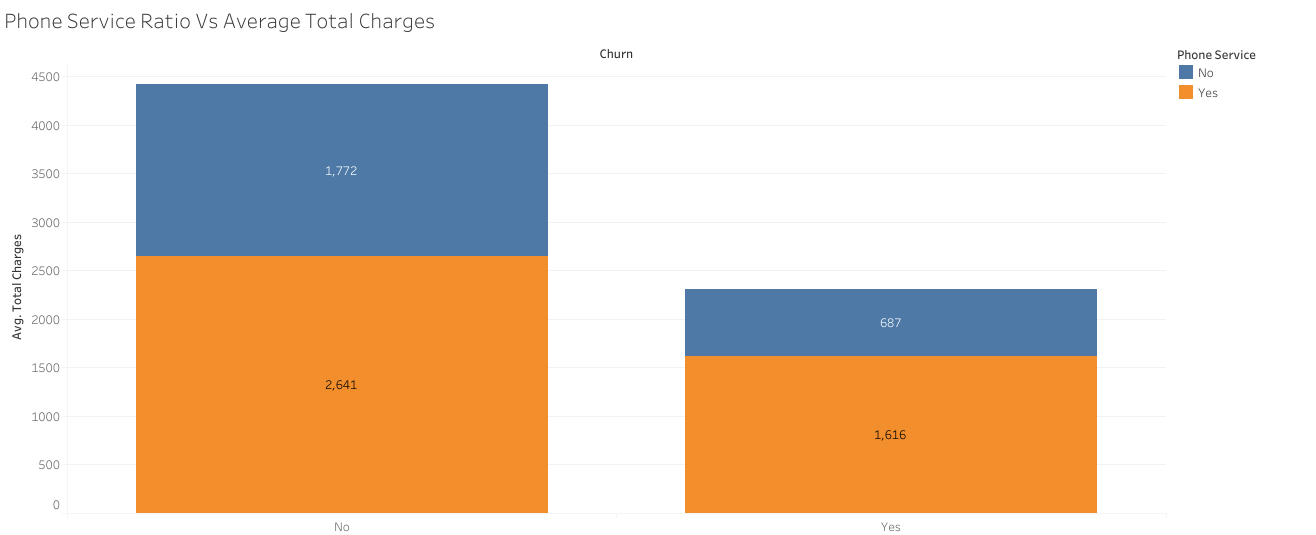 Phone Service Ratio Vs Average Total Charges
Churn
Phone Service
No
Yes
Avg. Total Charges
4500
4000
3500
3000
2500
2000
1500
1000
500
0
1,772
2,641
687
1,616
No
Yes